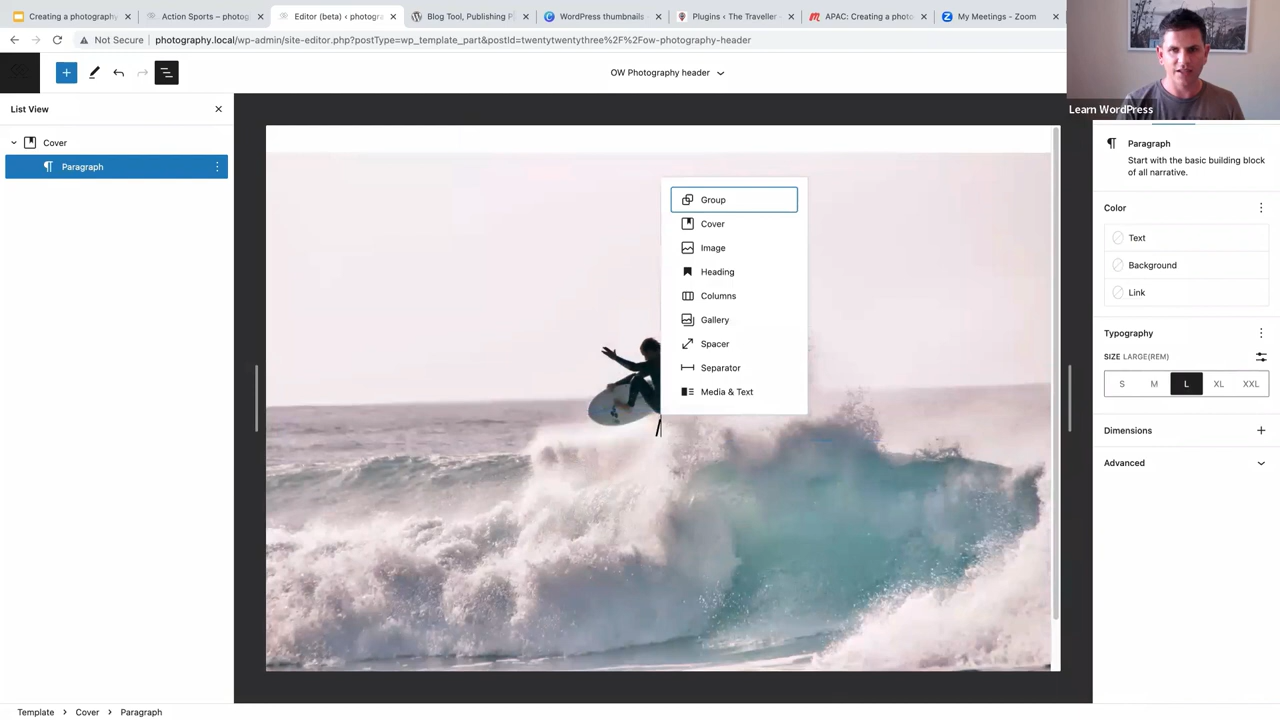 Creating a photography
Action Sports – photog
Editor (beta) ‹ photogra
Blog Tool, Publishing P
WordPress thumbnails
Plugins ‹ The Traveller
APAC: Creating a photo
My Meetings - Zoom
Not Secure
photography.local/wp-admin/site-editor.php?postType=wp_template_part&postId=twentytwentythree%2F%2Fow-photography-header
OW Photography header
Learn WordPress
List View
Cover
Paragraph
Group
Cover
Image
Heading
Columns
Gallery
Spacer
Separator
Media & Text
Paragraph
Start with the basic building block
of all narrative.
Color
Text
Background
Link
Typography
SIZE LARGE(REM)
S M L XL XXL
Dimensions
Advanced
Template > Cover > Paragraph